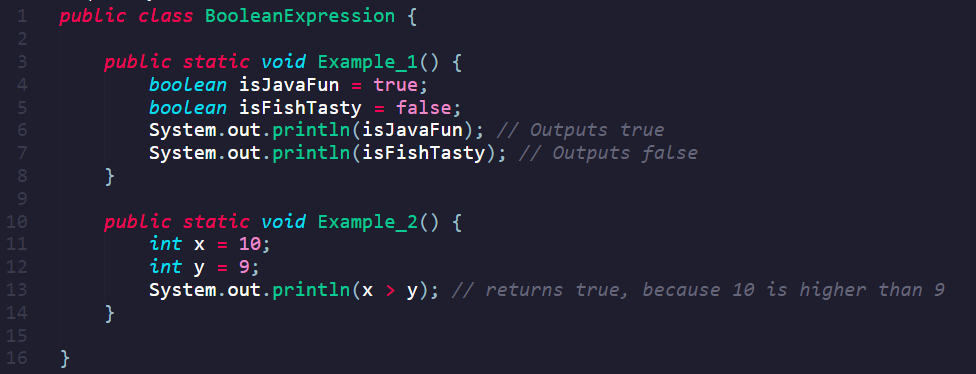 1 public class BooleanExpression {
2
3 public static void Example_1() {
4 boolean isJavaFun = true;
5 boolean isFishTasty = false;
6 System.out.println(isJavaFun); // Outputs true
7 System.out.println(isFishTasty); // Outputs false
8 }
9
10 public static void Example_2() {
11 int x = 10;
12 int y = 9;
13 System.out.println(x > y); // returns true, because 10 is higher than 9
14 }
15
16 }